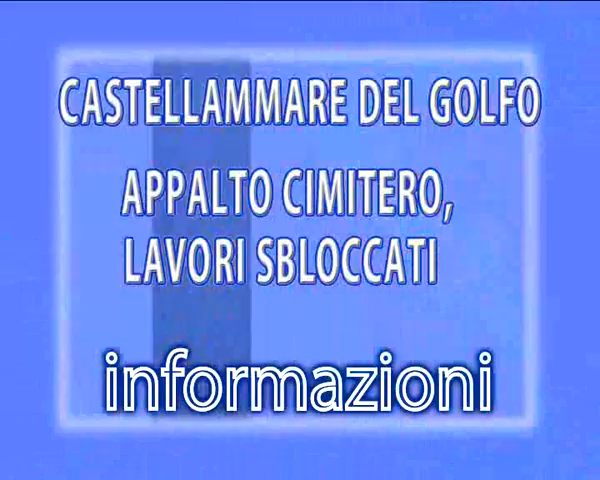 CASTELLAMMARE DEL GOLFO
APPALTO CIMITERO,
LAVORI SBLOCCATI
informazioni